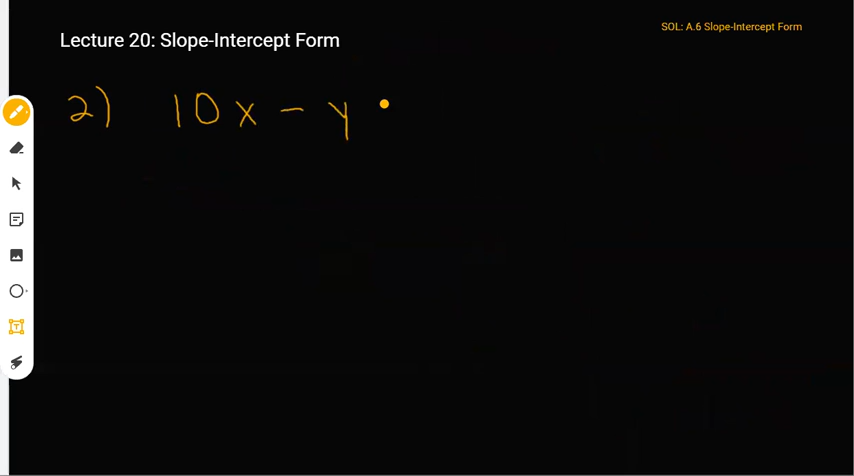 Lecture 20: Slope-Intercept Form
SOL: A.6 Slope-Intercept Form
2) 10x - y